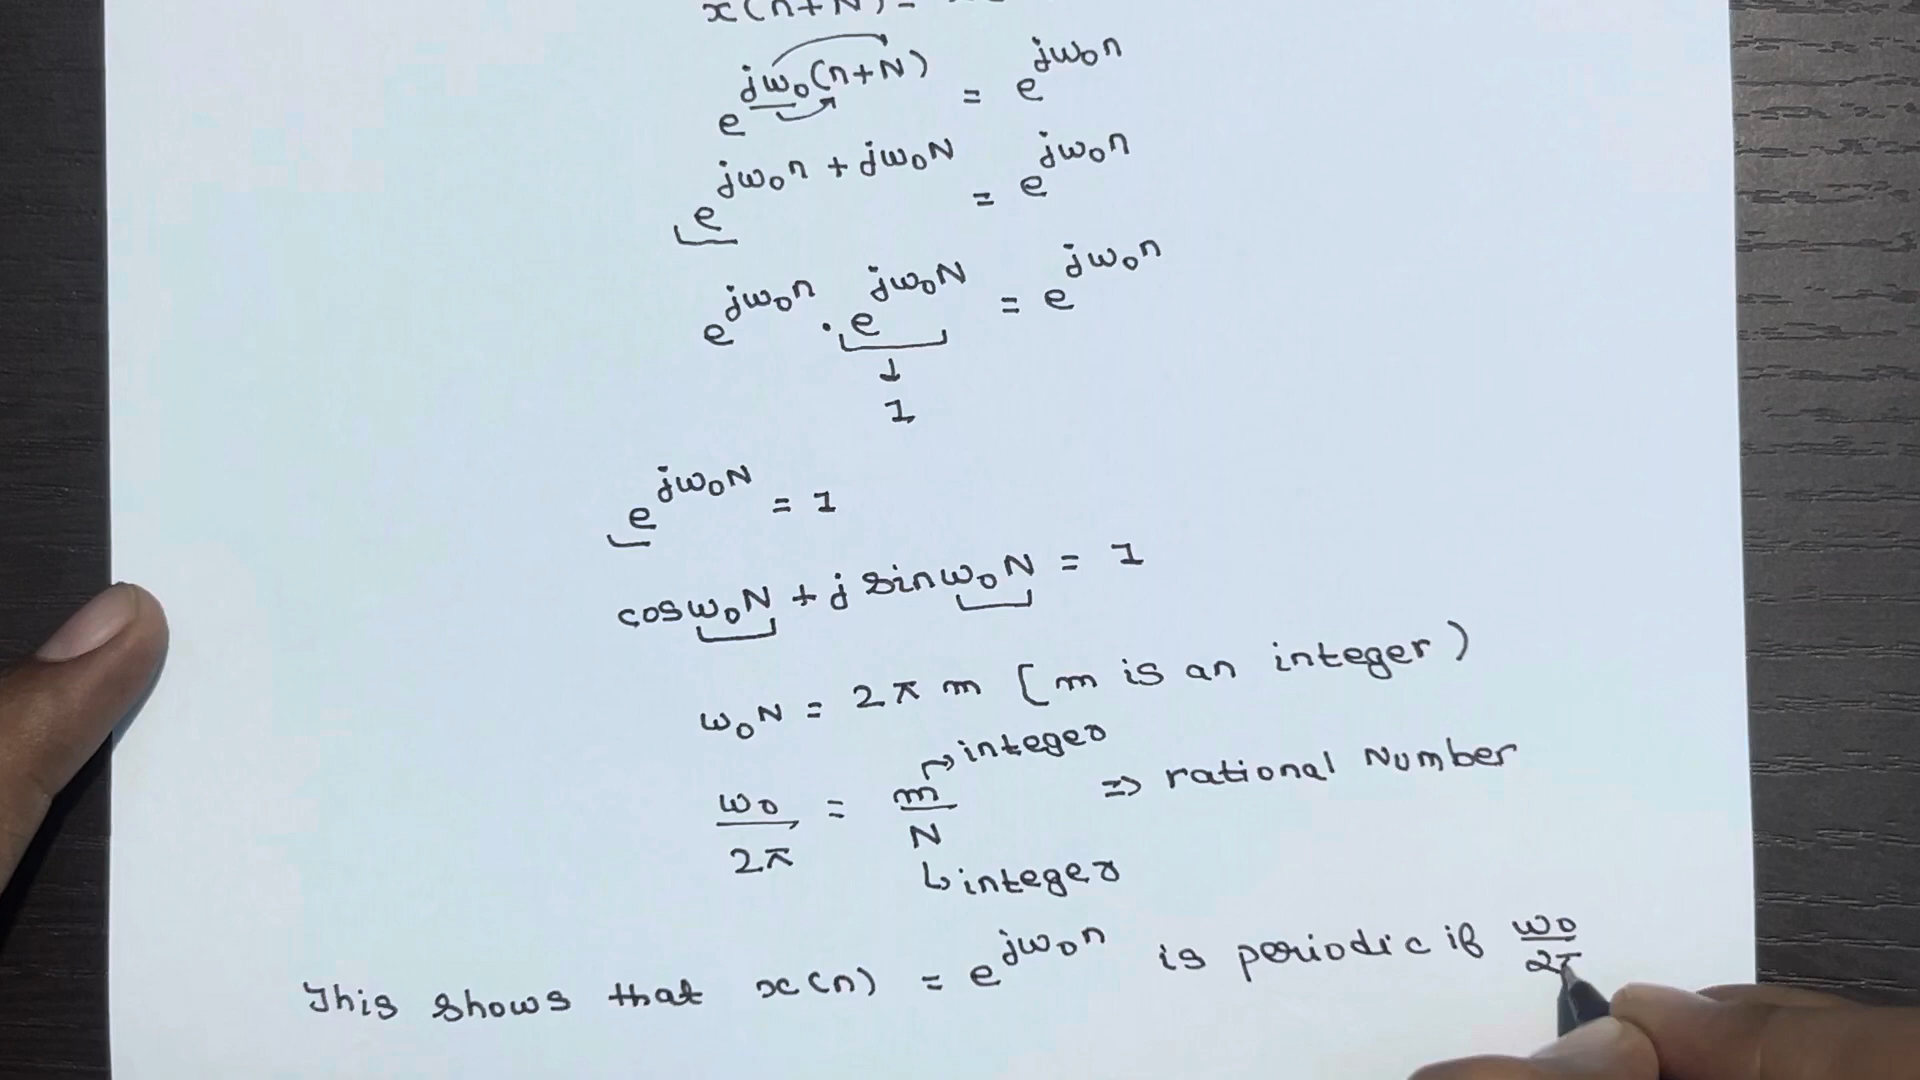 x(n+N) =
e^{jω₀(n+N)} = e^{jω₀n}
e^{jω₀n + jω₀N} = e^{jω₀n}
e^{jω₀n} · e^{jω₀N} = e^{jω₀n}
↓
1
e^{jω₀N} = 1
cosω₀N + j sinω₀N = 1
ω₀N = 2π m [m is an integer)
ω₀/2π = m/N ⇒ rational Number
↱integer
↳integer
This shows that x(n) = e^{jω₀n} is periodic if ω₀/2π